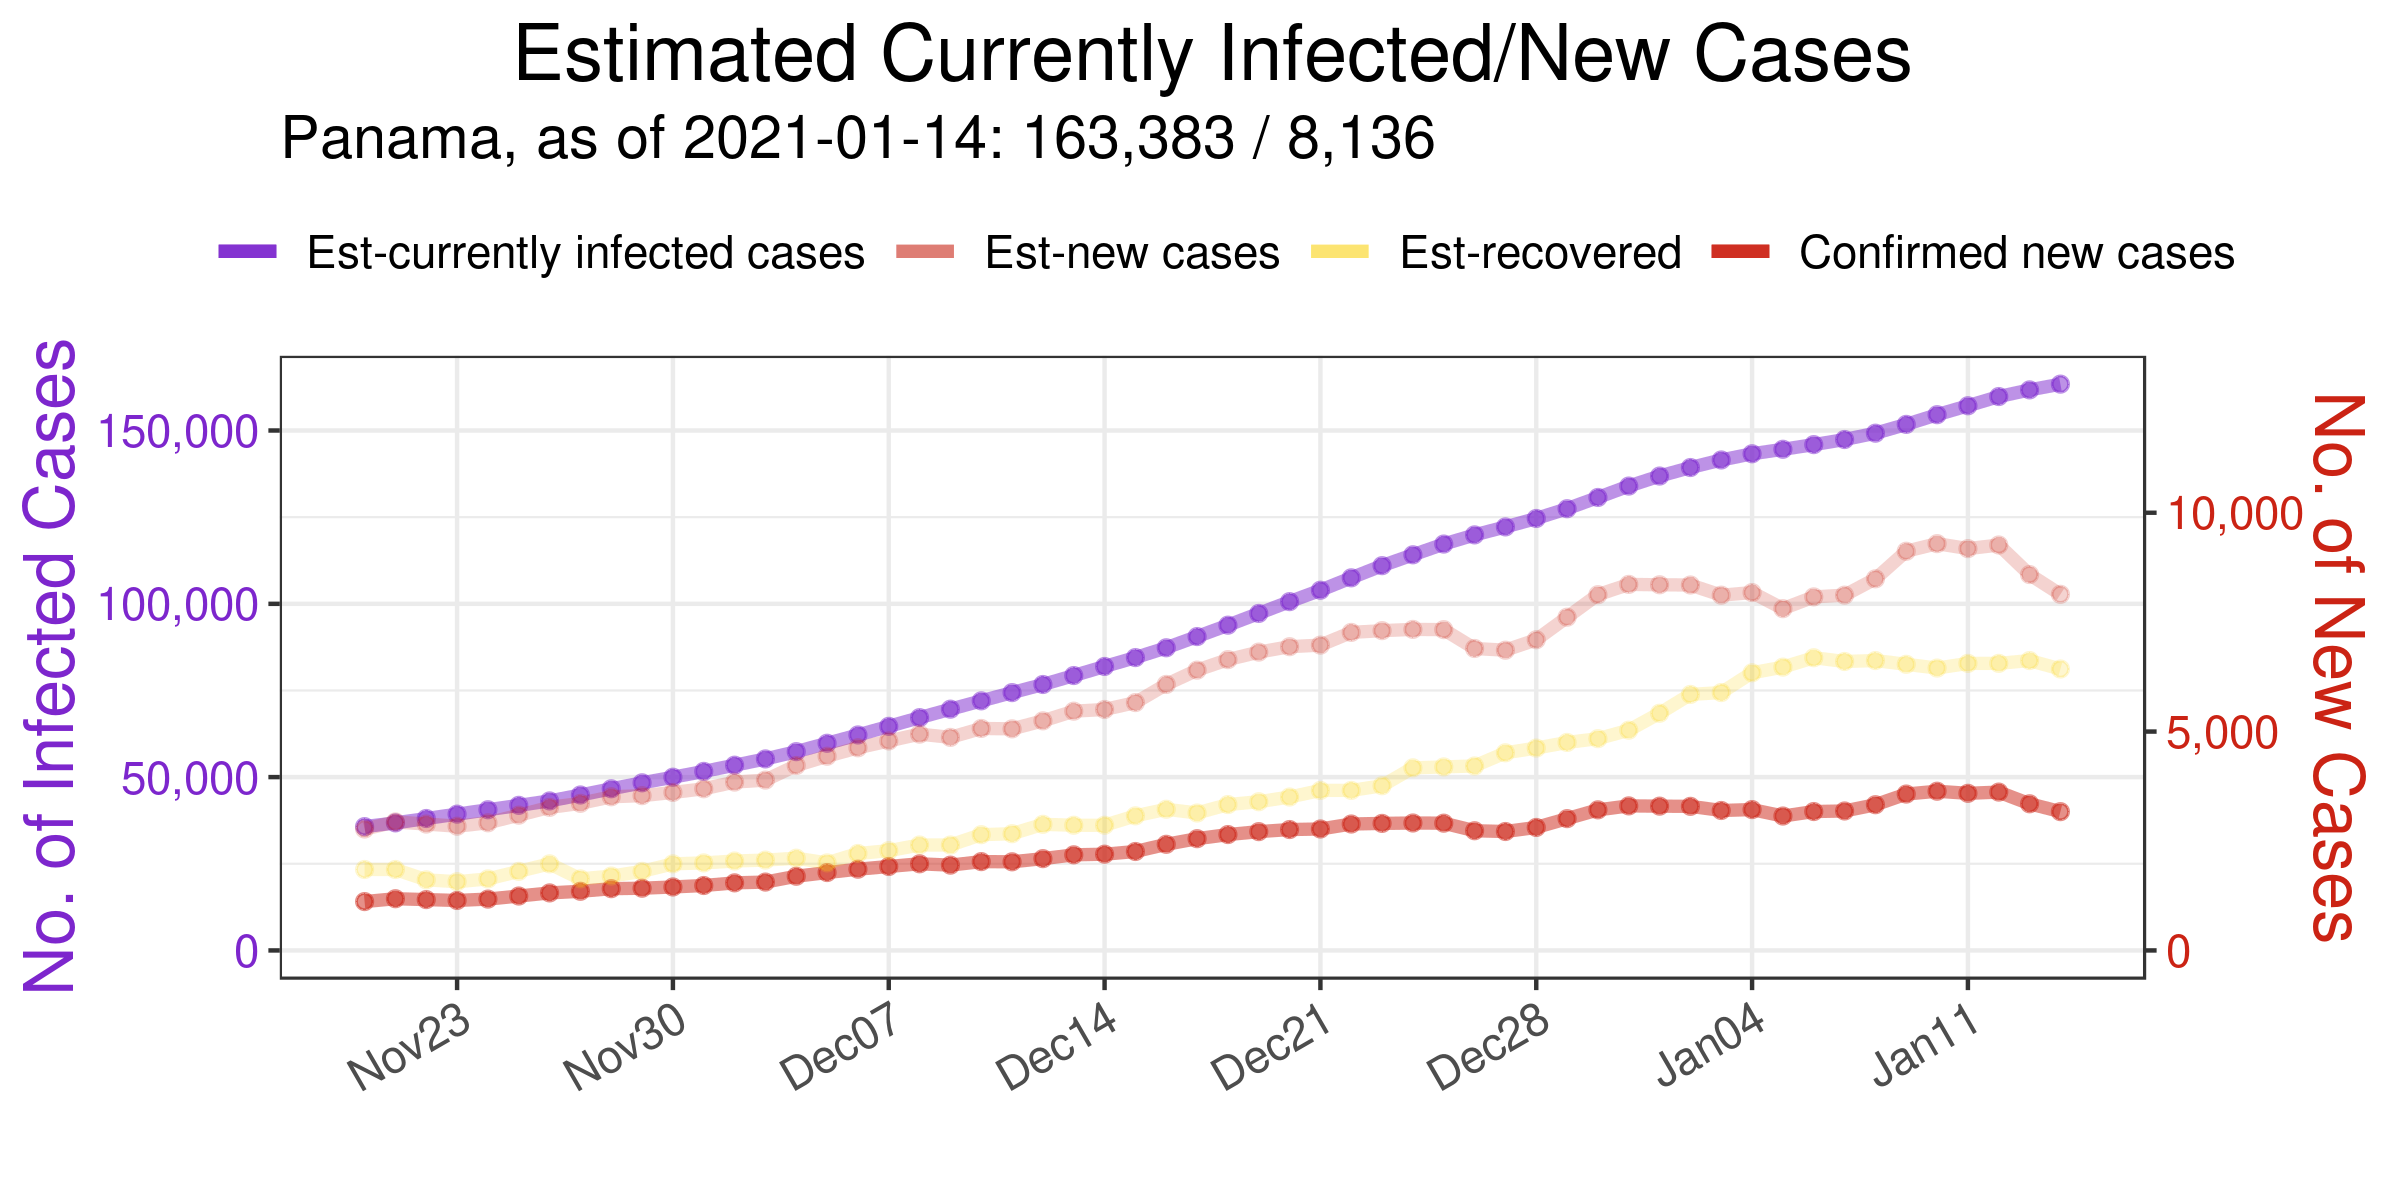 Estimated Currently Infected/New Cases
Panama, as of 2021-01-14: 163,383 / 8,136
Est-currently infected cases
Est-new cases
Est-recovered
Confirmed new cases
No. of Infected Cases
150,000
100,000
50,000
0
10,000
5,000
0
No. of New Cases
Nov23
Nov30
Dec07
Dec14
Dec21
Dec28
Jan04
Jan11